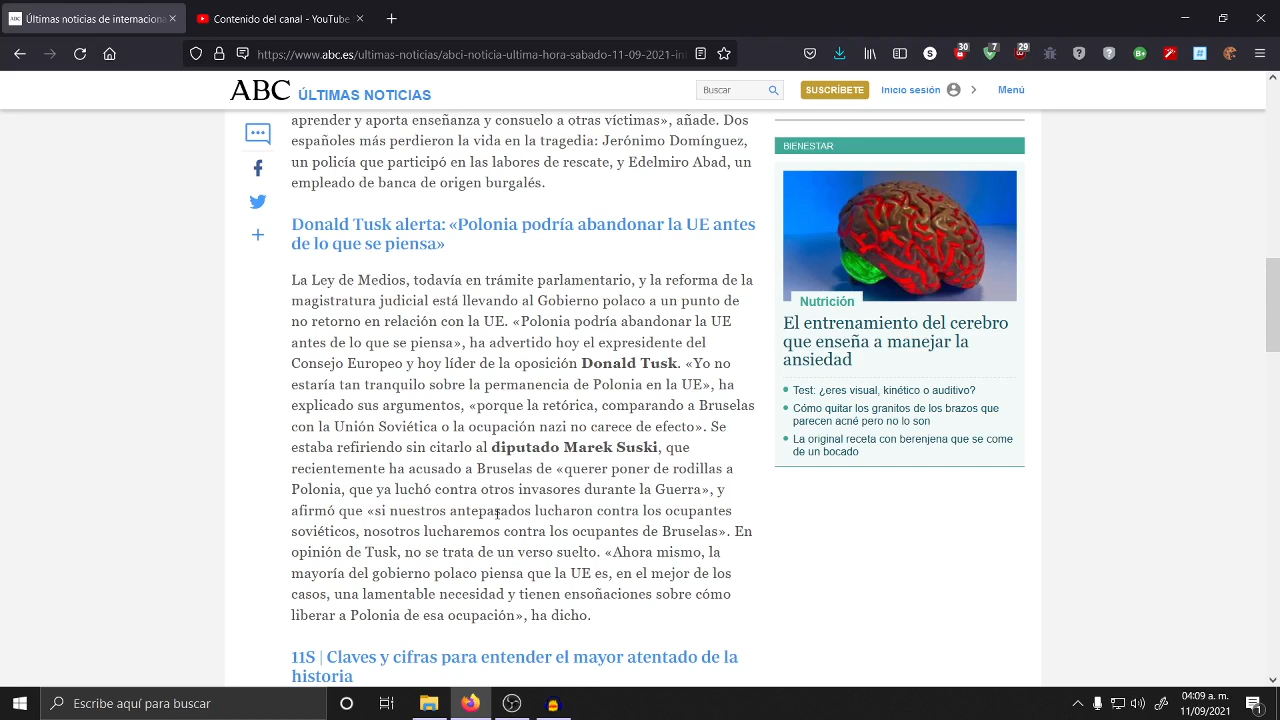 Últimas noticias de internacional
Contenido del canal - YouTube
https://www.abc.es/ultimas-noticias/abci-ultima-hora-sabado-11-09-2021-int
30
7
29
ABC ÚLTIMAS NOTICIAS
Buscar
SUSCRÍBETE
Inicio sesión
Menú
aprender y aporta enseñanza y consuelo a otras víctimas», añade. Dos
españoles más perdieron la vida en la tragedia: Jerónimo Domínguez,
un policía que participó en las labores de rescate, y Edelmiro Abad, un
empleado de banca de origen burgalés.
Donald Tusk alerta: «Polonia podría abandonar la UE antes
de lo que se piensa»
La Ley de Medios, todavía en trámite parlamentario, y la reforma de la
magistratura judicial está llevando al Gobierno polaco a un punto de
no retorno en relación con la UE. «Polonia podría abandonar la UE
antes de lo que se piensa», ha advertido hoy el expresidente del
Consejo Europeo y hoy líder de la oposición Donald Tusk. «Yo no
estaría tan tranquilo sobre la permanencia de Polonia en la UE», ha
explicado sus argumentos, «porque la retórica, comparando a Bruselas
con la Unión Soviética o la ocupación nazi no carece de efecto». Se
estaba refiriendo sin citarlo al diputado Marek Suski, que
recientemente ha acusado a Bruselas de «querer poner de rodillas a
Polonia, que ya luchó contra otros invasores durante la Guerra», y
afirmó que «si nuestros antepasados lucharon contra los ocupantes
soviéticos, nosotros lucharemos contra los ocupantes de Bruselas». En
opinión de Tusk, no se trata de un verso suelto. «Ahora mismo, la
mayoría del gobierno polaco piensa que la UE es, en el mejor de los
casos, una lamentable necesidad y tienen ensoñaciones sobre cómo
liberar a Polonia de esa ocupación», ha dicho.
11S | Claves y cifras para entender el mayor atentado de la
historia
BIENESTAR
Nutrición
El entrenamiento del cerebro
que enseña a manejar la
ansiedad
Test: ¿eres visual, kinético o auditivo?
Cómo quitar los granitos de los brazos que
parecen acné pero no lo son
La original receta con berenjena que se come
de un bocado
Escribe aquí para buscar
04:09 a. m.
11/09/2021